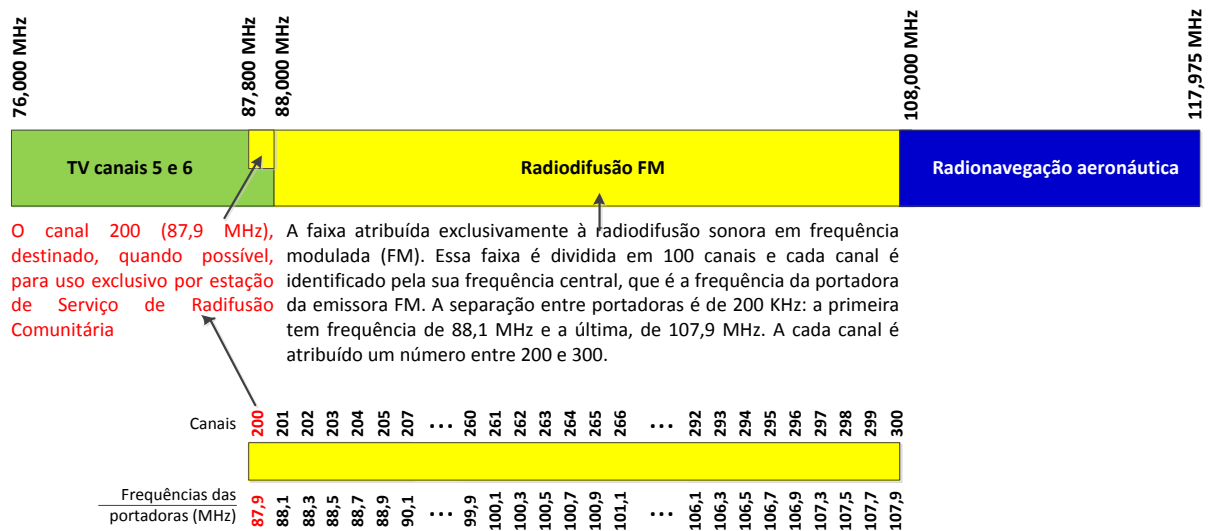 76,000 MHz
87,800 MHz
88,000 MHz
108,000 MHz
117,975 MHz
TV canais 5 e 6
Radiodifusão FM
Radionavegação aeronáutica
O canal 200 (87,9 MHz),
destinado, quando possível,
para uso exclusivo por estação
de Serviço de Radifusão
Comunitária
A faixa atribuída exclusivamente à radiodifusão sonora em frequência
modulada (FM). Essa faixa é dividida em 100 canais e cada canal é
identificado pela sua frequência central, que é a frequência da portadora
da emissora FM. A separação entre portadoras é de 200 KHz: a primeira
tem frequência de 88,1 MHz e a última, de 107,9 MHz. A cada canal é
atribuído um número entre 200 e 300.
Canais 200 201 202 203 204 205 207 ... 260 261 262 263 264 265 266 ... 292 293 294 295 296 297 298 299 300
Frequências das
portadoras (MHz) 87,9 88,1 88,3 88,5 88,7 88,9 90,1 ... 99,9 100,1 100,3 100,5 100,7 100,9 101,1 ... 106,1 106,3 106,5 106,7 106,9 107,3 107,5 107,7 107,9